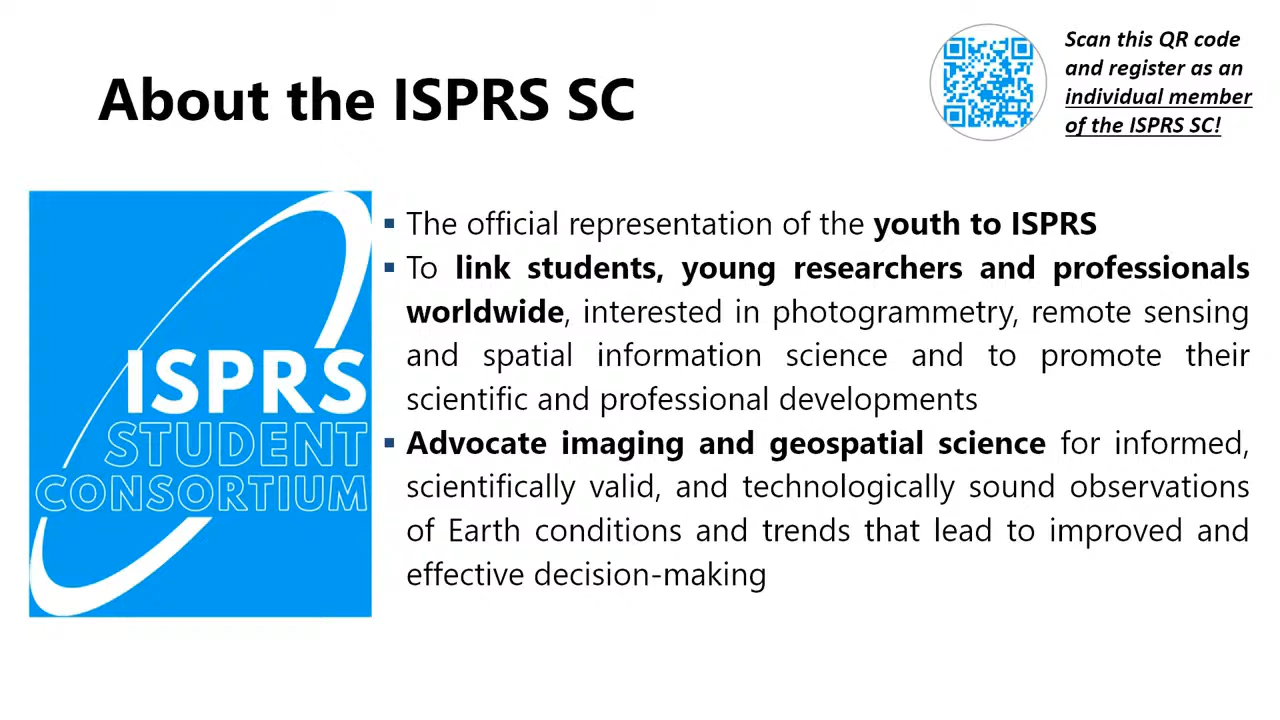 About the ISPRS SC
Scan this QR code
and register as an
individual member
of the ISPRS SC!
ISPRS
STUDENT
CONSORTIUM
▪ The official representation of the youth to ISPRS
▪ To link students, young researchers and professionals
worldwide, interested in photogrammetry, remote sensing
and spatial information science and to promote their
scientific and professional developments
▪ Advocate imaging and geospatial science for informed,
scientifically valid, and technologically sound observations
of Earth conditions and trends that lead to improved and
effective decision-making